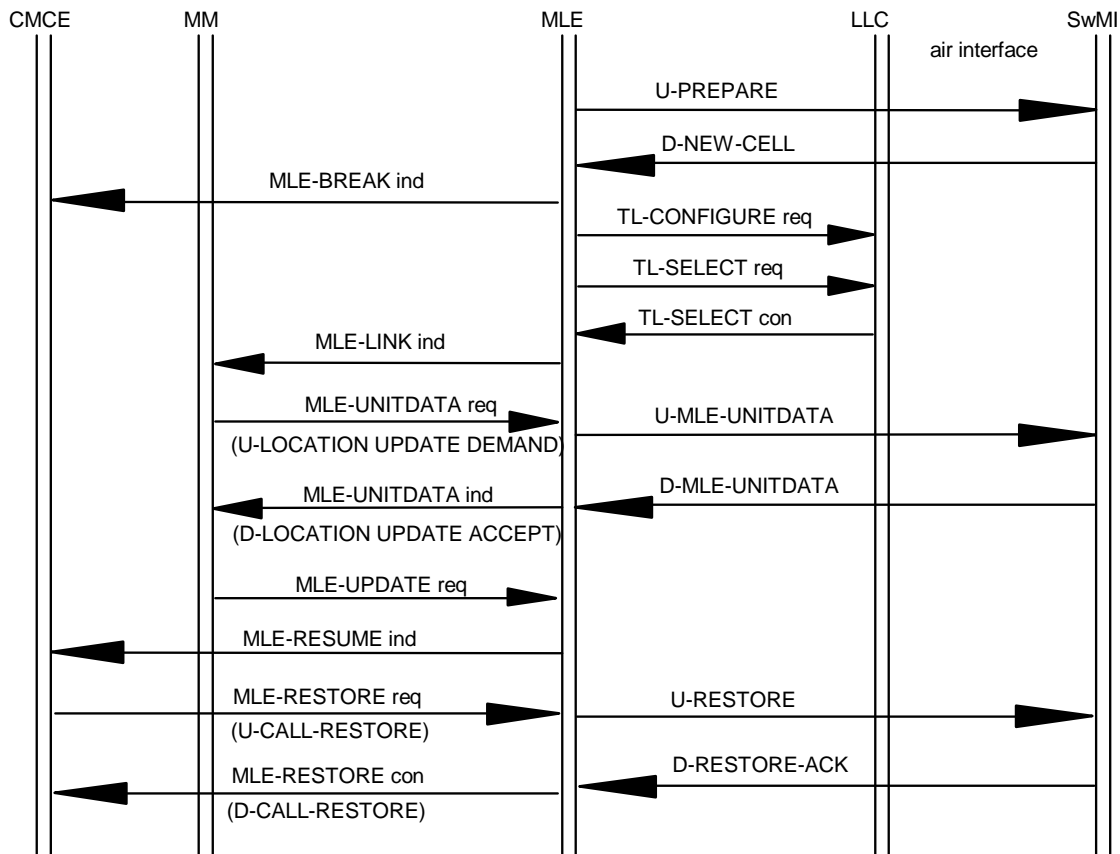 CMCE MM MLE LLC SwMI
air interface
U-PREPARE
D-NEW-CELL
MLE-BREAK ind
TL-CONFIGURE req
TL-SELECT req
TL-SELECT con
MLE-LINK ind
MLE-UNITDATA req
U-MLE-UNITDATA
(U-LOCATION UPDATE DEMAND)
MLE-UNITDATA ind
D-MLE-UNITDATA
(D-LOCATION UPDATE ACCEPT)
MLE-UPDATE req
MLE-RESUME ind
MLE-RESTORE req
U-RESTORE
(U-CALL-RESTORE)
MLE-RESTORE con
D-RESTORE-ACK
(D-CALL-RESTORE)